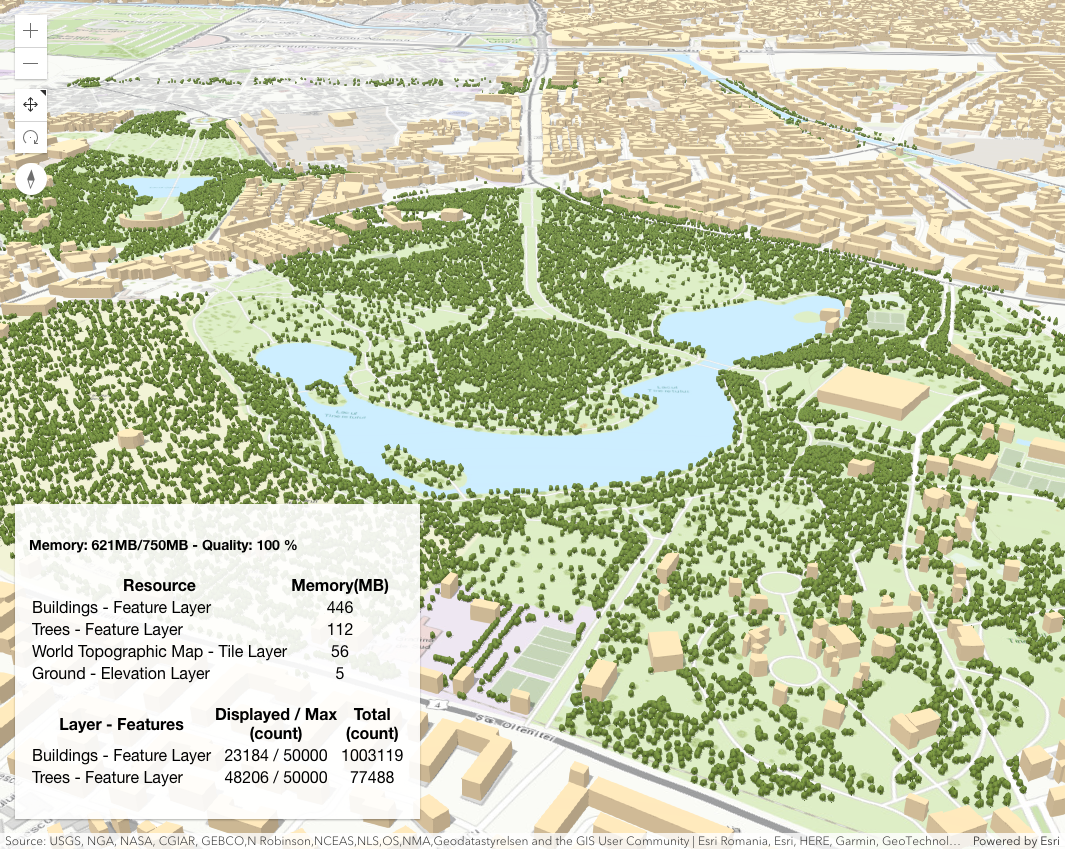 Memory: 621MB/750MB - Quality: 100 %
Resource Memory(MB)
Buildings - Feature Layer 446
Trees - Feature Layer 112
World Topographic Map - Tile Layer 56
Ground - Elevation Layer 5
Layer - Features Displayed / Max (count) Total (count)
Buildings - Feature Layer 23184 / 50000 1003119
Trees - Feature Layer 48206 / 50000 77488
4
Șos Olteniței
Source: USGS, NGA, NASA, CGIAR, GEBCO,N Robinson,NCEAS,NLS,OS,NMA,Geodatastyrelsen and the GIS User Community | Esri Romania, Esri, HERE, Garmin, GeoTechnol... Powered by Esri